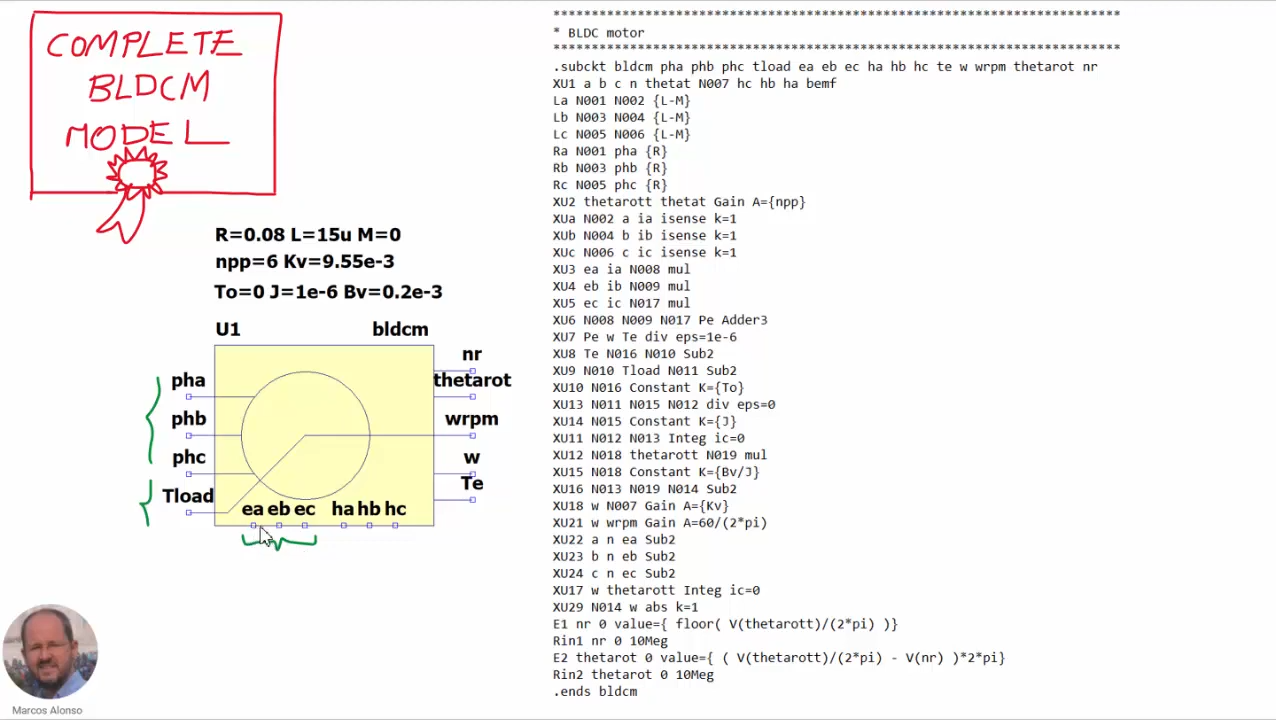 COMPLETE
BLDCM
MODEL
R=0.08 L=15u M=0
npp=6 Kv=9.55e-3
To=0 J=1e-6 Bv=0.2e-3
U1 bldcm
nr
pha thetarot
phb wrpm
phc w
Tload Te
ea eb ec ha hb hc
Marcos Alonso
***************************************************************************
* BLDC motor
***************************************************************************
.subckt bldcm pha phb phc tload ea eb ec ha hb hc te w wrpm thetarot nr
XU1 a b c n thetat N007 hc hb ha bemf
La N001 N002 {L-M}
Lb N003 N004 {L-M}
Lc N005 N006 {L-M}
Ra N001 pha {R}
Rb N003 phb {R}
Rc N005 phc {R}
XU2 thetarott thetat Gain A={npp}
XUa N002 a ia isense k=1
XUb N004 b ib isense k=1
XUc N006 c ic isense k=1
XU3 ea ia N008 mul
XU4 eb ib N009 mul
XU5 ec ic N017 mul
XU6 N008 N009 N017 Pe Adder3
XU7 Pe w Te div eps=1e-6
XU8 Te N016 N010 Sub2
XU9 N010 Tload N011 Sub2
XU10 N016 Constant K={To}
XU13 N011 N015 N012 div eps=0
XU14 N015 Constant K={J}
XU11 N012 N013 Integ ic=0
XU12 N018 thetarott N019 mul
XU15 N018 Constant K={Bv/J}
XU16 N013 N019 N014 Sub2
XU18 w N007 Gain A={Kv}
XU21 w wrpm Gain A=60/(2*pi)
XU22 a n ea Sub2
XU23 b n eb Sub2
XU24 c n ec Sub2
XU17 w thetarott Integ ic=0
XU29 N014 w abs k=1
E1 nr 0 value={ floor( V(thetarott)/(2*pi) )}
Rin1 nr 0 10Meg
E2 thetarot 0 value={ ( V(thetarott)/(2*pi) - V(nr) )*2*pi}
Rin2 thetarot 0 10Meg
.ends bldcm